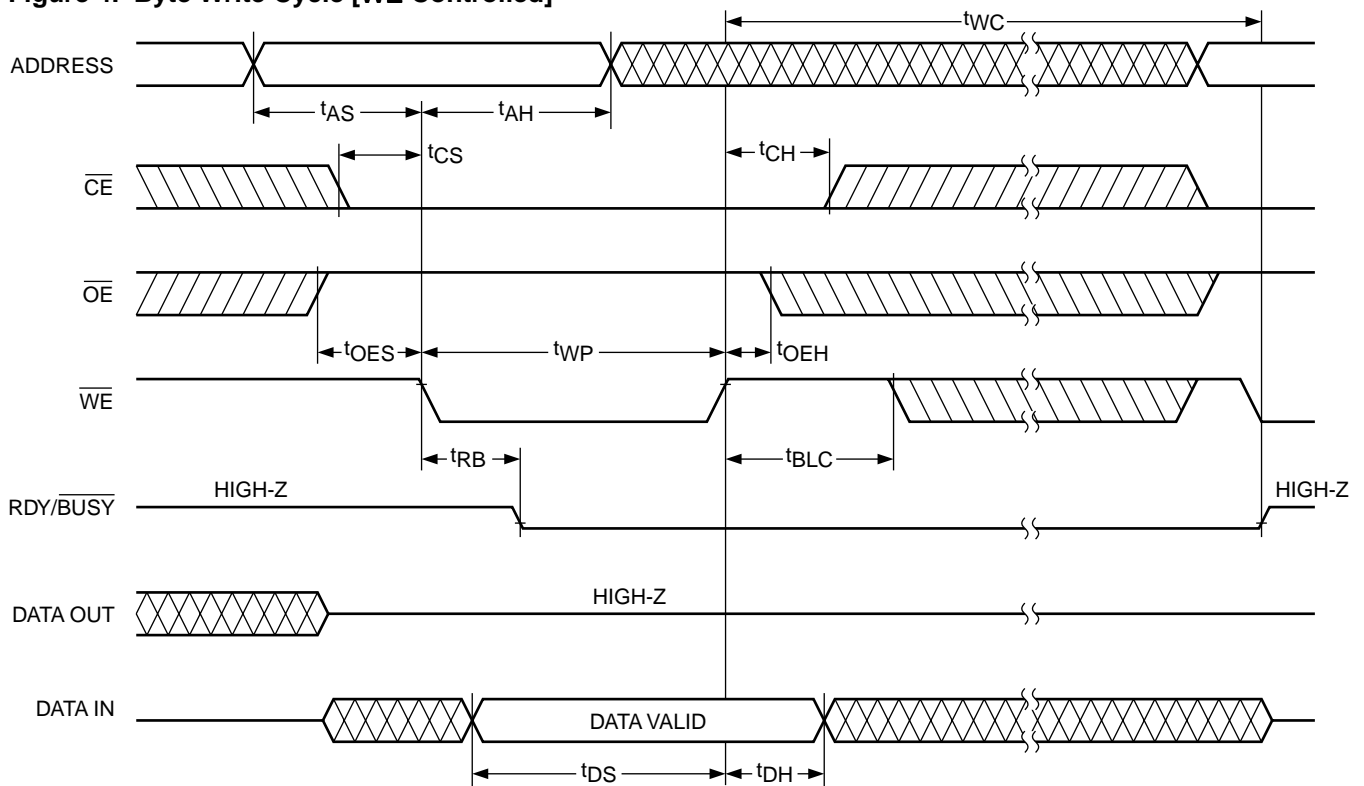 Figure 4. Byte Write Cycle [WE Controlled]
tWC
ADDRESS
tAS
tAH
tCS
tCH
CE
OE
tOES
tWP
tOEH
WE
tRB
tBLC
HIGH-Z
HIGH-Z
RDY/BUSY
HIGH-Z
DATA OUT
DATA IN
DATA VALID
tDS
tDH